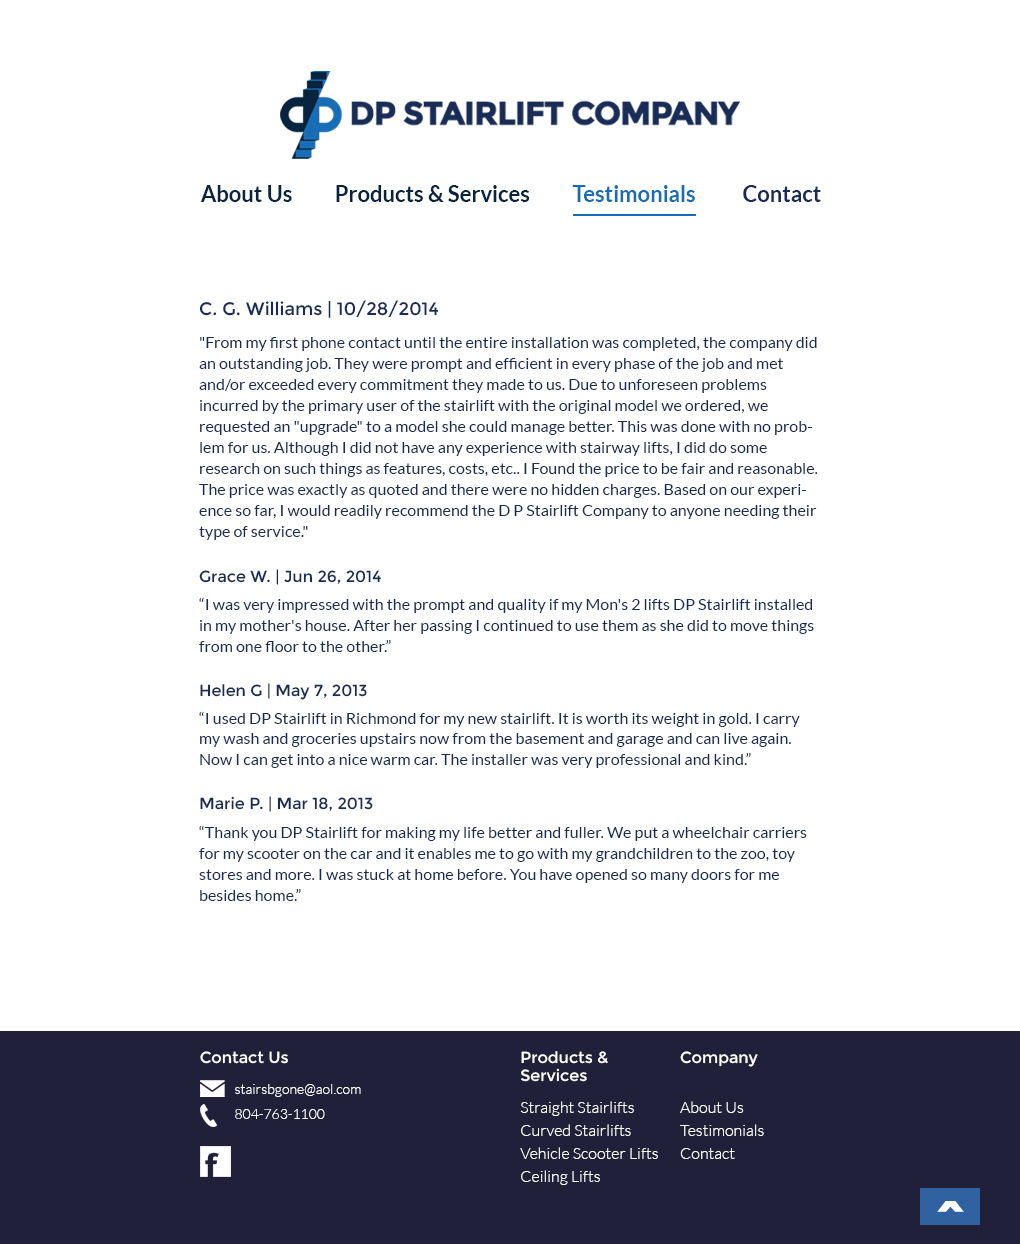 DP STAIRLIFT COMPANY
About Us Products & Services Testimonials Contact
C. G. Williams | 10/28/2014
"From my first phone contact until the entire installation was completed, the company did
an outstanding job. They were prompt and efficient in every phase of the job and met
and/or exceeded every commitment they made to us. Due to unforeseen problems
incurred by the primary user of the stairlift with the original model we ordered, we
requested an "upgrade" to a model she could manage better. This was done with no prob-
lem for us. Although I did not have any experience with stairway lifts, I did do some
research on such things as features, costs, etc.. I Found the price to be fair and reasonable.
The price was exactly as quoted and there were no hidden charges. Based on our experi-
ence so far, I would readily recommend the D P Stairlift Company to anyone needing their
type of service."
Grace W. | Jun 26, 2014
“I was very impressed with the prompt and quality if my Mon's 2 lifts DP Stairlift installed
in my mother's house. After her passing I continued to use them as she did to move things
from one floor to the other.”
Helen G | May 7, 2013
“I used DP Stairlift in Richmond for my new stairlift. It is worth its weight in gold. I carry
my wash and groceries upstairs now from the basement and garage and can live again.
Now I can get into a nice warm car. The installer was very professional and kind.”
Marie P. | Mar 18, 2013
“Thank you DP Stairlift for making my life better and fuller. We put a wheelchair carriers
for my scooter on the car and it enables me to go with my grandchildren to the zoo, toy
stores and more. I was stuck at home before. You have opened so many doors for me
besides home.”
Contact Us
stairsbgone@aol.com
804-763-1100
Products &
Services
Straight Stairlifts
Curved Stairlifts
Vehicle Scooter Lifts
Ceiling Lifts
Company
About Us
Testimonials
Contact